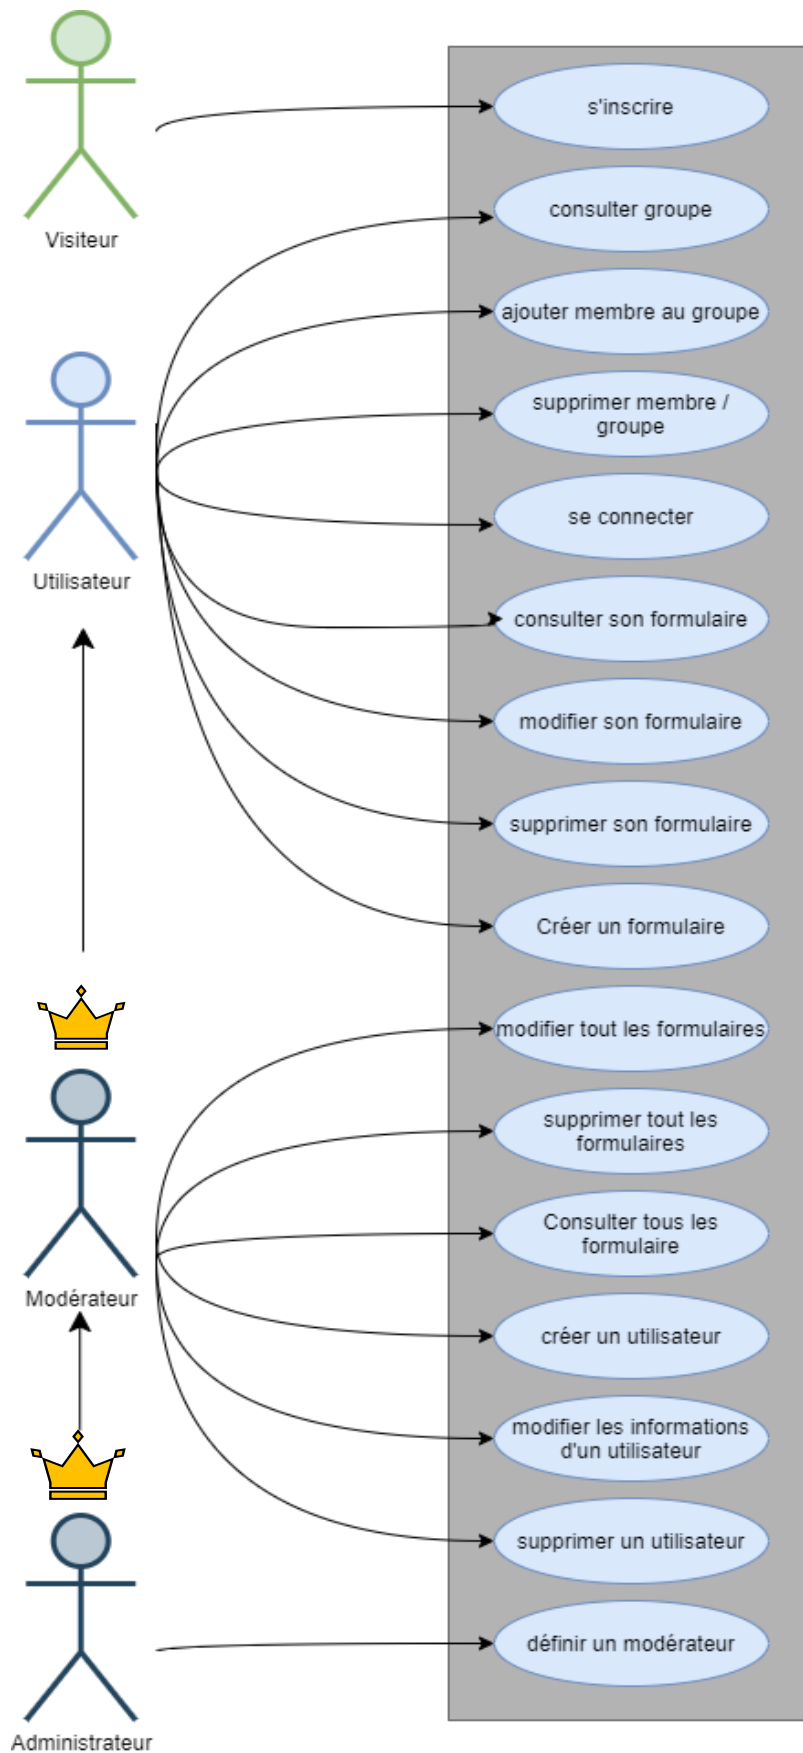 s'inscrire
Visiteur
consulter groupe
ajouter membre au groupe
supprimer membre /
groupe
se connecter
Utilisateur
consulter son formulaire
modifier son formulaire
supprimer son formulaire
Créer un formulaire
modifier tout les formulaires
supprimer tout les
formulaires
Consulter tous les
formulaire
Modérateur
créer un utilisateur
modifier les informations
d'un utilisateur
supprimer un utilisateur
définir un modérateur
Administrateur